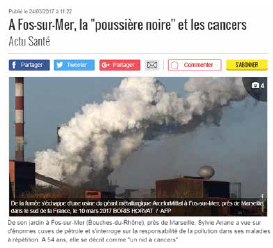 Publié le 24/03/2017 à 11:22
A Fos-sur-Mer, la "poussière noire" et les cancers
Actu Santé
Partager
Tweeter
Partager
Commenter
S'ABONNER
4
De la fumée s'échappe d'une usine du géant métallurgique ArcelorMittal à Fos-sur-Mer, près de Marseille,
dans le sud de la France, le 10 mars 2017 BORIS HORVAT / AFP
De son jardin à Fos-sur-Mer (Bouches-du-Rhône), près de Marseille, Sylvie Anane a vue sur
d'énormes cuves de pétrole et s'interroge sur la responsabilité de la pollution dans ses maladies
à répétition. A 54 ans, elle se décrit comme "un nid à cancers".